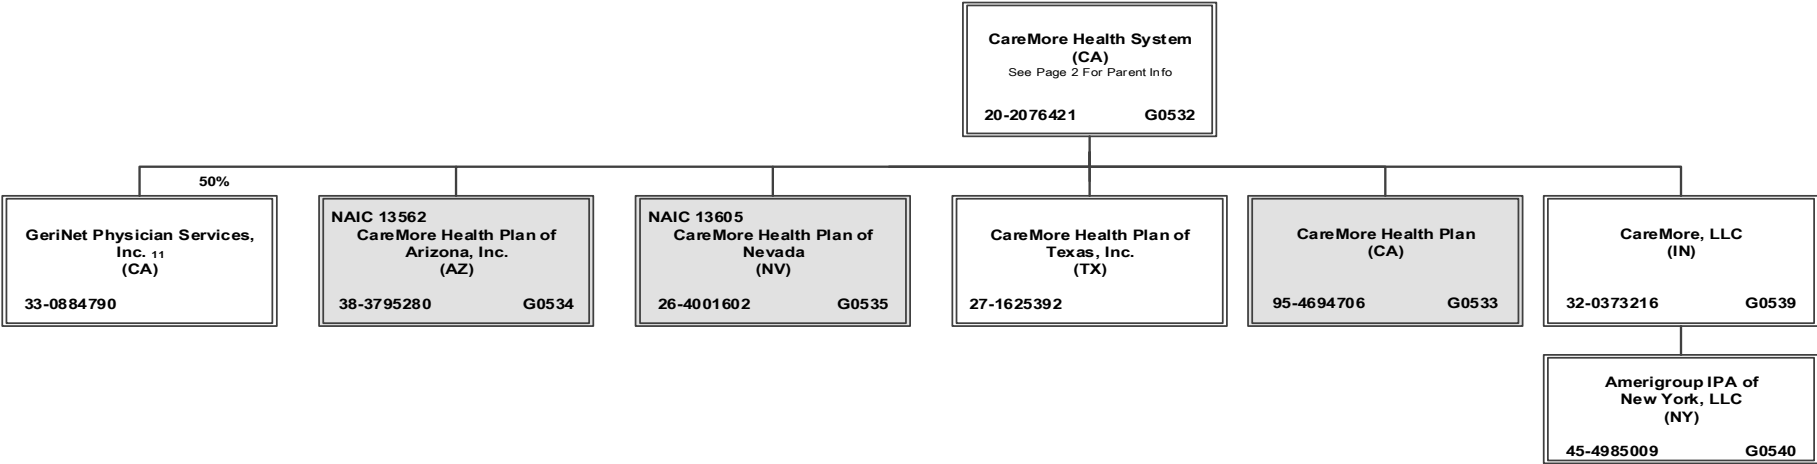 CareMore Health System
(CA)
See Page 2 For Parent Info
20-2076421 G0532
50%
GeriNet Physician Services,
Inc. 11
(CA)
33-0884790
NAIC 13562
CareMore Health Plan of
Arizona, Inc.
(AZ)
38-3795280 G0534
NAIC 13605
CareMore Health Plan of
Nevada
(NV)
26-4001602 G0535
CareMore Health Plan of
Texas, Inc.
(TX)
27-1625392
CareMore Health Plan
(CA)
95-4694706 G0533
CareMore, LLC
(IN)
32-0373216 G0539
Amerigroup IPA of
New York, LLC
(NY)
45-4985009 G0540